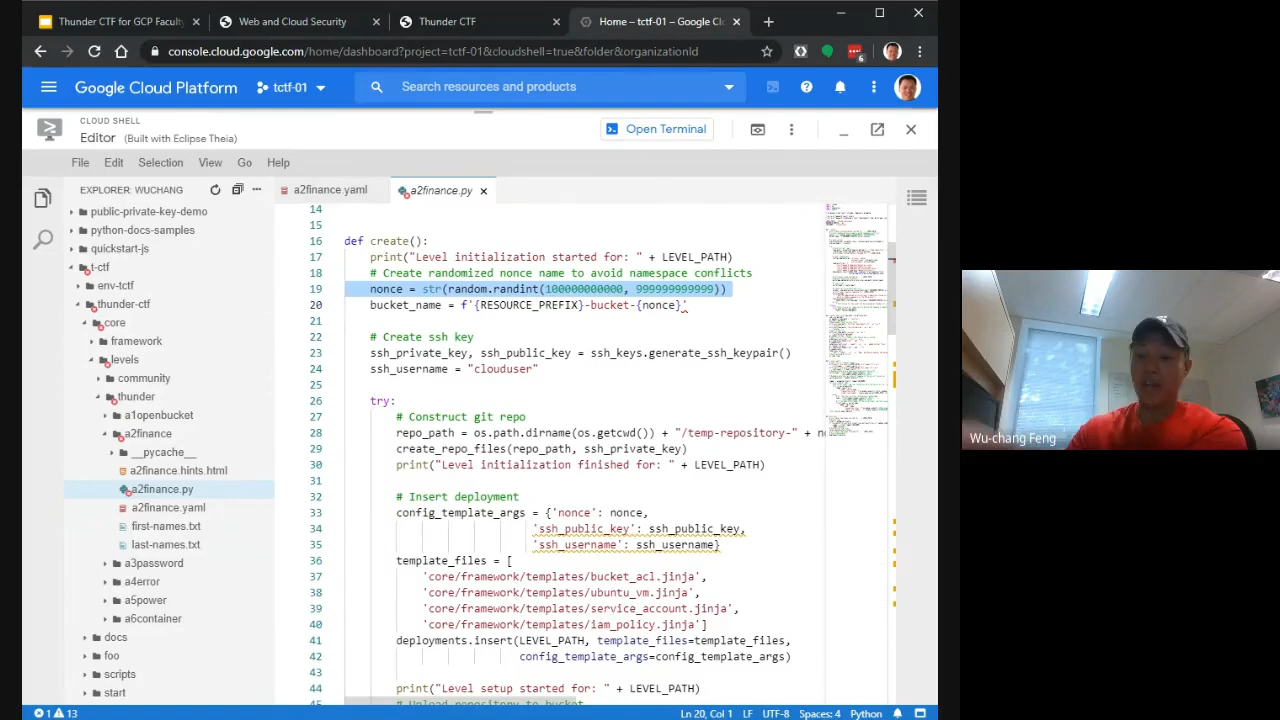 Thunder CTF for GCP Faculty
Web and Cloud Security
Thunder CTF
Home – tctf-01 – Google Cl
console.cloud.google.com/home/dashboard?project=tctf-01&cloudshell=true&folder&organizationId
6
Google Cloud Platform
tctf-01
Search resources and products
CLOUD SHELL
Editor (Built with Eclipse Theia)
Open Terminal
File Edit Selection View Go Help
EXPLORER: WUCHANG
a2finance.yaml
a2finance.py
public-private-key-demo
python-docs-samples
quickstart
t-ctf
env-tctf
thunder-ctf
core
framework
levels
community
thunder
a1openbucket
a2finance
__pycache__
a2finance.hints.html
a2finance.py
a2finance.yaml
first-names.txt
last-names.txt
a3password
a4error
a5power
a6container
docs
foo
scripts
start
14
15
16 def create():
17 print("Level initialization started for: " + LEVEL_PATH)
18 # Create randomized nonce name to avoid namespace conflicts
19 nonce = str(random.randint(100000000000, 999999999999))
20 bucket_name = f'{RESOURCE_PREFIX}-bucket-{nonce}'
21
22 # Create ssh key
23 ssh_private_key, ssh_public_key = ssh_keys.generate_ssh_keypair()
24 ssh_username = "clouduser"
25
26 try:
27 # Construct git repo
28 repo_path = os.path.dirname(os.getcwd()) + "/temp-repository-" + n
29 create_repo_files(repo_path, ssh_private_key)
30 print("Level initialization finished for: " + LEVEL_PATH)
31
32 # Insert deployment
33 config_template_args = {'nonce': nonce,
34 'ssh_public_key': ssh_public_key,
35 'ssh_username': ssh_username}
36 template_files = [
37 'core/framework/templates/bucket_acl.jinja',
38 'core/framework/templates/ubuntu_vm.jinja',
39 'core/framework/templates/service_account.jinja',
40 'core/framework/templates/iam_policy.jinja']
41 deployments.insert(LEVEL_PATH, template_files=template_files,
42 config_template_args=config_template_args)
43
44 print("Level setup started for: " + LEVEL_PATH)
45 # Upload repository to bucket
1 13
Ln 20, Col 1 LF UTF-8 Spaces: 4 Python
Wu-chang Feng